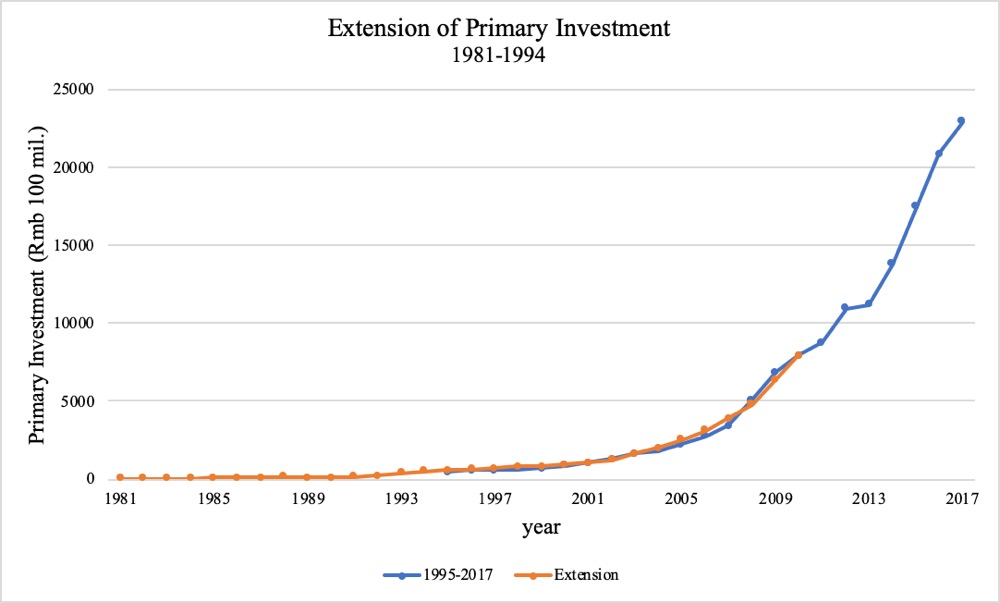 Extension of Primary Investment
1981-1994
Primary Investment (Rmb 100 mil.)
25000
20000
15000
10000
5000
0
1981 1985 1989 1993 1997 2001 2005 2009 2013 2017
year
1995-2017 Extension